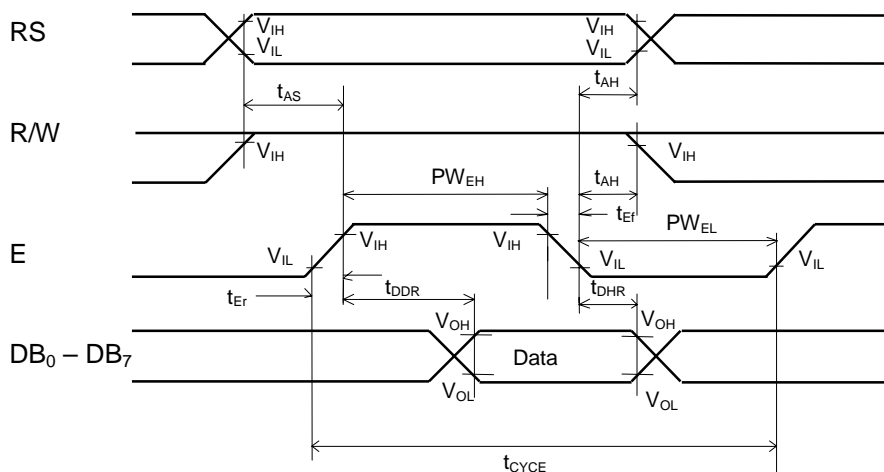 RS
V_IH
V_IL
V_IH
V_IL
t_AS
t_AH
R/W
V_IH
V_IH
PW_EH
t_AH
t_Ef
PW_EL
E
V_IL
V_IH
V_IH
V_IL
V_IL
t_Er
t_DDR
t_DHR
V_OH
V_OH
DB_0 – DB_7
Data
V_OL
V_OL
t_CYCE